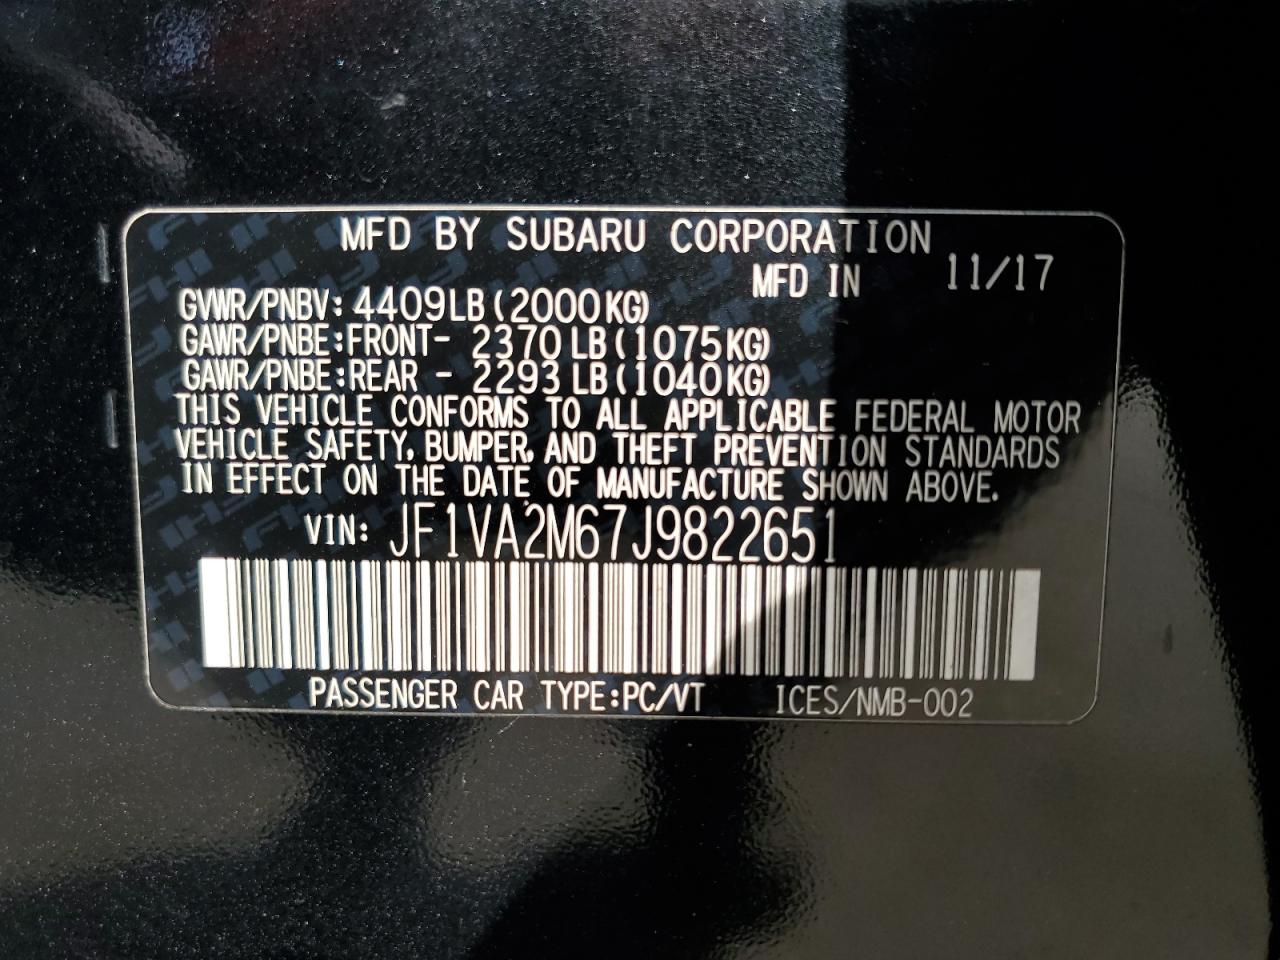 MFD BY SUBARU CORPORATION
MFD IN 11/17
GVWR/PNBV: 4409LB (2000KG)
GAWR/PNBE:FRONT- 2370 LB (1075KG)
GAWR/PNBE:REAR - 2293 LB (1040KG)
THIS VEHICLE CONFORMS TO ALL APPLICABLE FEDERAL MOTOR
VEHICLE SAFETY, BUMPER, AND THEFT PREVENTION STANDARDS
IN EFFECT ON THE DATE OF MANUFACTURE SHOWN ABOVE.
VIN: JF1VA2M67J9822651
PASSENGER CAR TYPE:PC/VT ICES/NMB-002